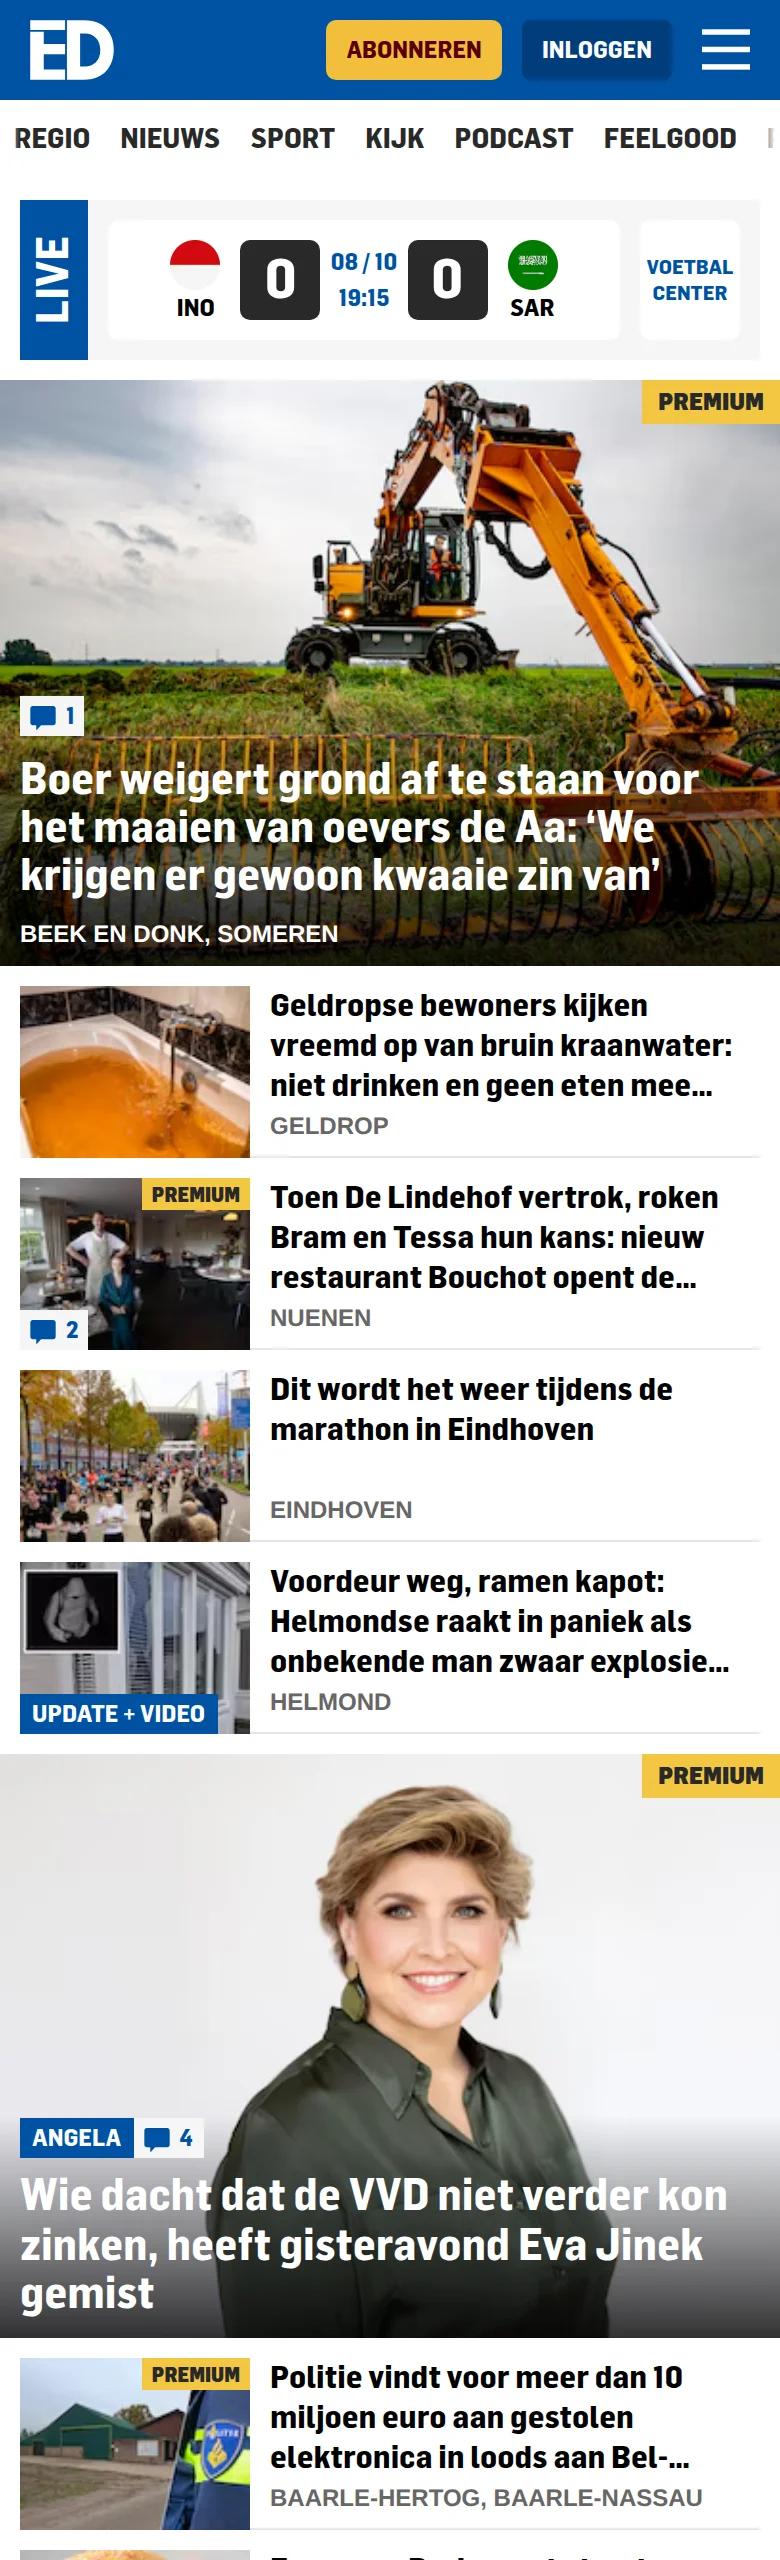 ED
ABONNEREN
INLOGGEN
REGIO NIEUWS SPORT KIJK PODCAST FEELGOOD
LIVE
INO
0
08 / 10
19:15
0
SAR
VOETBAL
CENTER
PREMIUM
1
Boer weigert grond af te staan voor
het maaien van oevers de Aa: ‘We
krijgen er gewoon kwaaie zin van’
BEEK EN DONK, SOMEREN
Geldropse bewoners kijken
vreemd op van bruin kraanwater:
niet drinken en geen eten mee...
GELDROP
PREMIUM
2
Toen De Lindehof vertrok, roken
Bram en Tessa hun kans: nieuw
restaurant Bouchot opent de...
NUENEN
Dit wordt het weer tijdens de
marathon in Eindhoven
EINDHOVEN
UPDATE + VIDEO
Voordeur weg, ramen kapot:
Helmondse raakt in paniek als
onbekende man zwaar explosie...
HELMOND
PREMIUM
ANGELA
4
Wie dacht dat de VVD niet verder kon
zinken, heeft gisteravond Eva Jinek
gemist
PREMIUM
Politie vindt voor meer dan 10
miljoen euro aan gestolen
elektronica in loods aan Bel-...
BAARLE-HERTOG, BAARLE-NASSAU